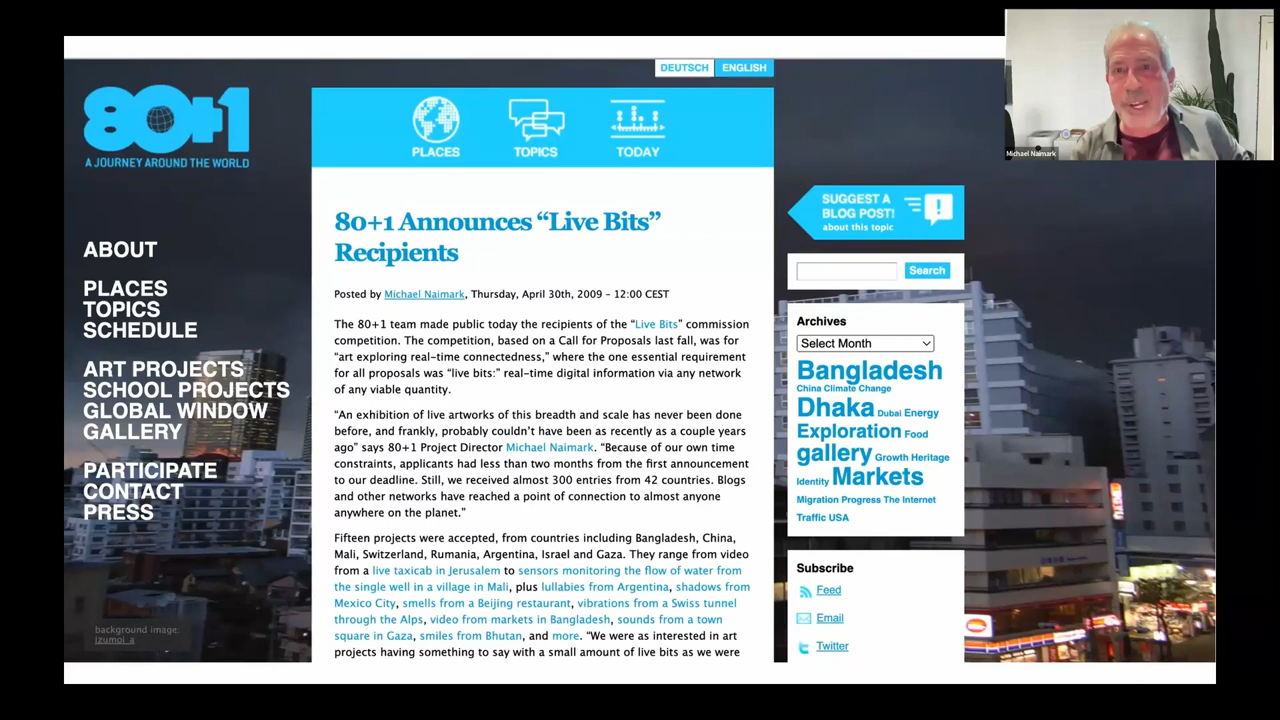 DEUTSCH
ENGLISH
80+1
A JOURNEY AROUND THE WORLD
PLACES
TOPICS
TODAY
Michael Naimark
ABOUT
PLACES
TOPICS
SCHEDULE
ART PROJECTS
SCHOOL PROJECTS
GLOBAL WINDOW
GALLERY
PARTICIPATE
CONTACT
PRESS
background image:
izumoi_a
80+1 Announces “Live Bits”
Recipients
Posted by Michael Naimark, Thursday, April 30th, 2009 – 12:00 CEST
The 80+1 team made public today the recipients of the “Live Bits” commission
competition. The competition, based on a Call for Proposals last fall, was for
“art exploring real-time connectedness,” where the one essential requirement
for all proposals was “live bits:” real-time digital information via any network
of any viable quantity.
“An exhibition of live artworks of this breadth and scale has never been done
before, and frankly, probably couldn’t have been as recently as a couple years
ago” says 80+1 Project Director Michael Naimark. “Because of our own time
constraints, applicants had less than two months from the first announcement
to our deadline. Still, we received almost 300 entries from 42 countries. Blogs
and other networks have reached a point of connection to almost anyone
anywhere on the planet.”
Fifteen projects were accepted, from countries including Bangladesh, China,
Mali, Switzerland, Rumania, Argentina, Israel and Gaza. They range from video
from a live taxicab in Jerusalem to sensors monitoring the flow of water from
the single well in a village in Mali, plus lullabies from Argentina, shadows from
Mexico City, smells from a Beijing restaurant, vibrations from a Swiss tunnel
through the Alps, video from markets in Bangladesh, sounds from a town
square in Gaza, smiles from Bhutan, and more. “We were as interested in art
projects having something to say with a small amount of live bits as we were
SUGGEST A
BLOG POST!
about this topic
Search
Archives
Select Month
Bangladesh
China Climate Change
Dhaka Dubai Energy
Exploration Food
gallery Growth Heritage
Identity Markets
Migration Progress The Internet
Traffic USA
Subscribe
Feed
Email
Twitter